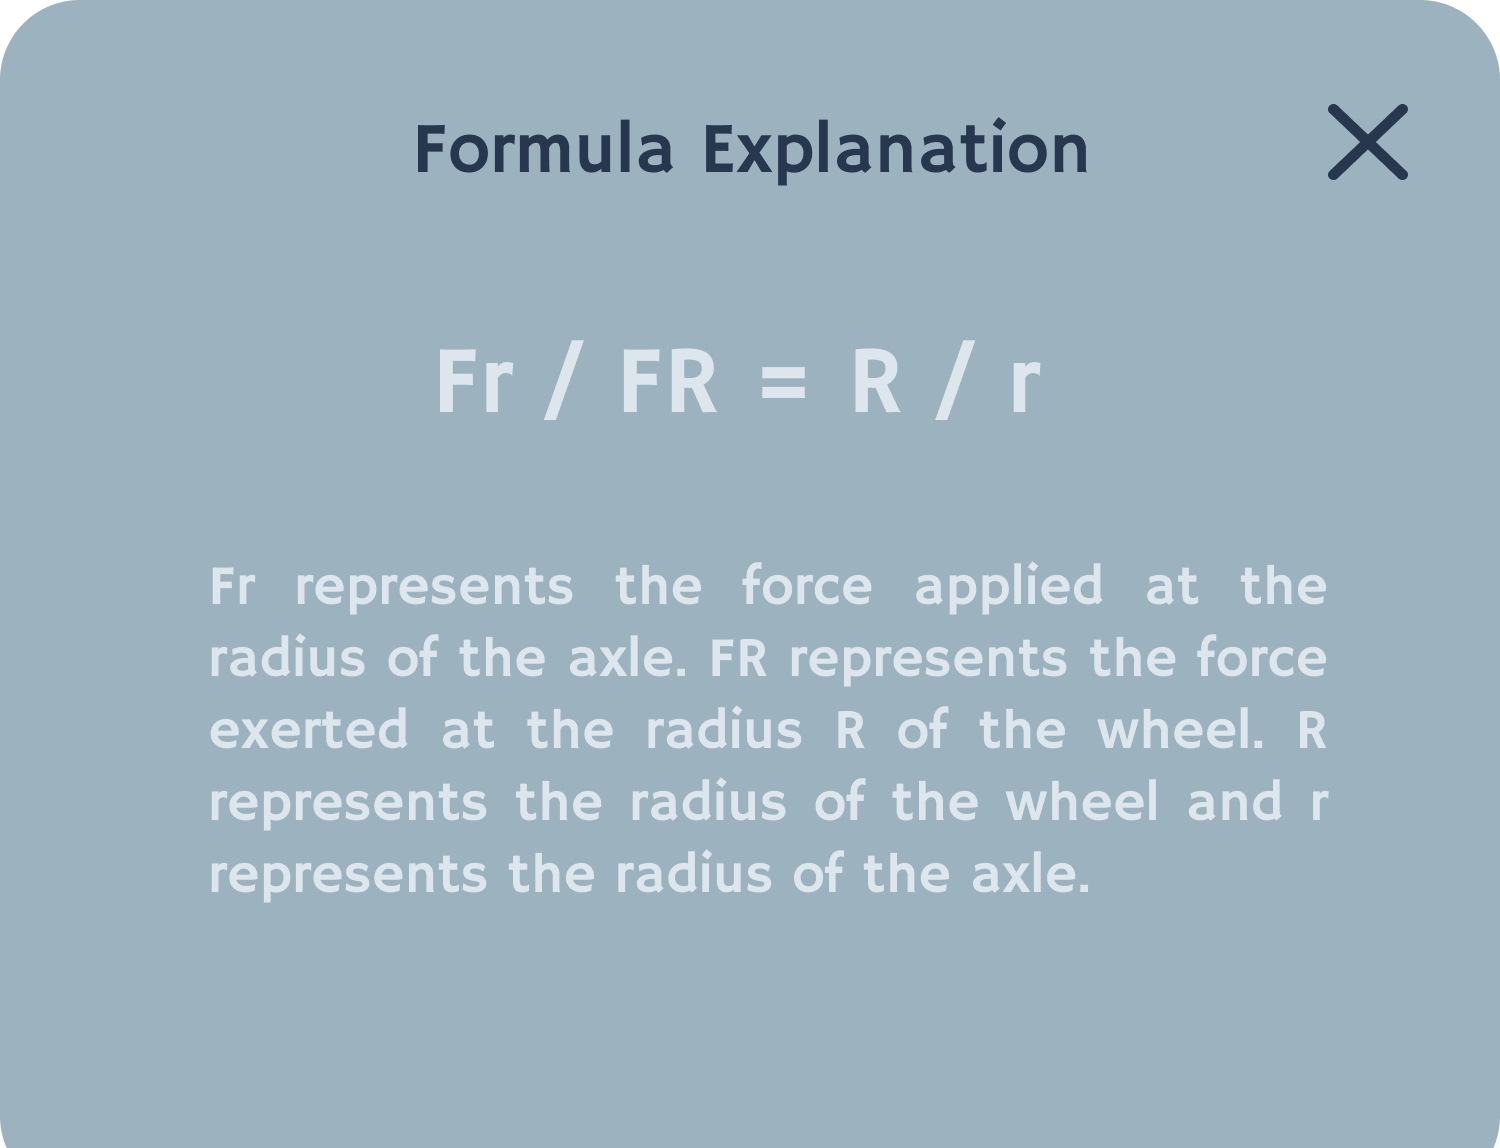 Formula Explanation
Fr / FR = R / r
Fr represents the force applied at the
radius of the axle. FR represents the force
exerted at the radius R of the wheel. R
represents the radius of the wheel and r
represents the radius of the axle.